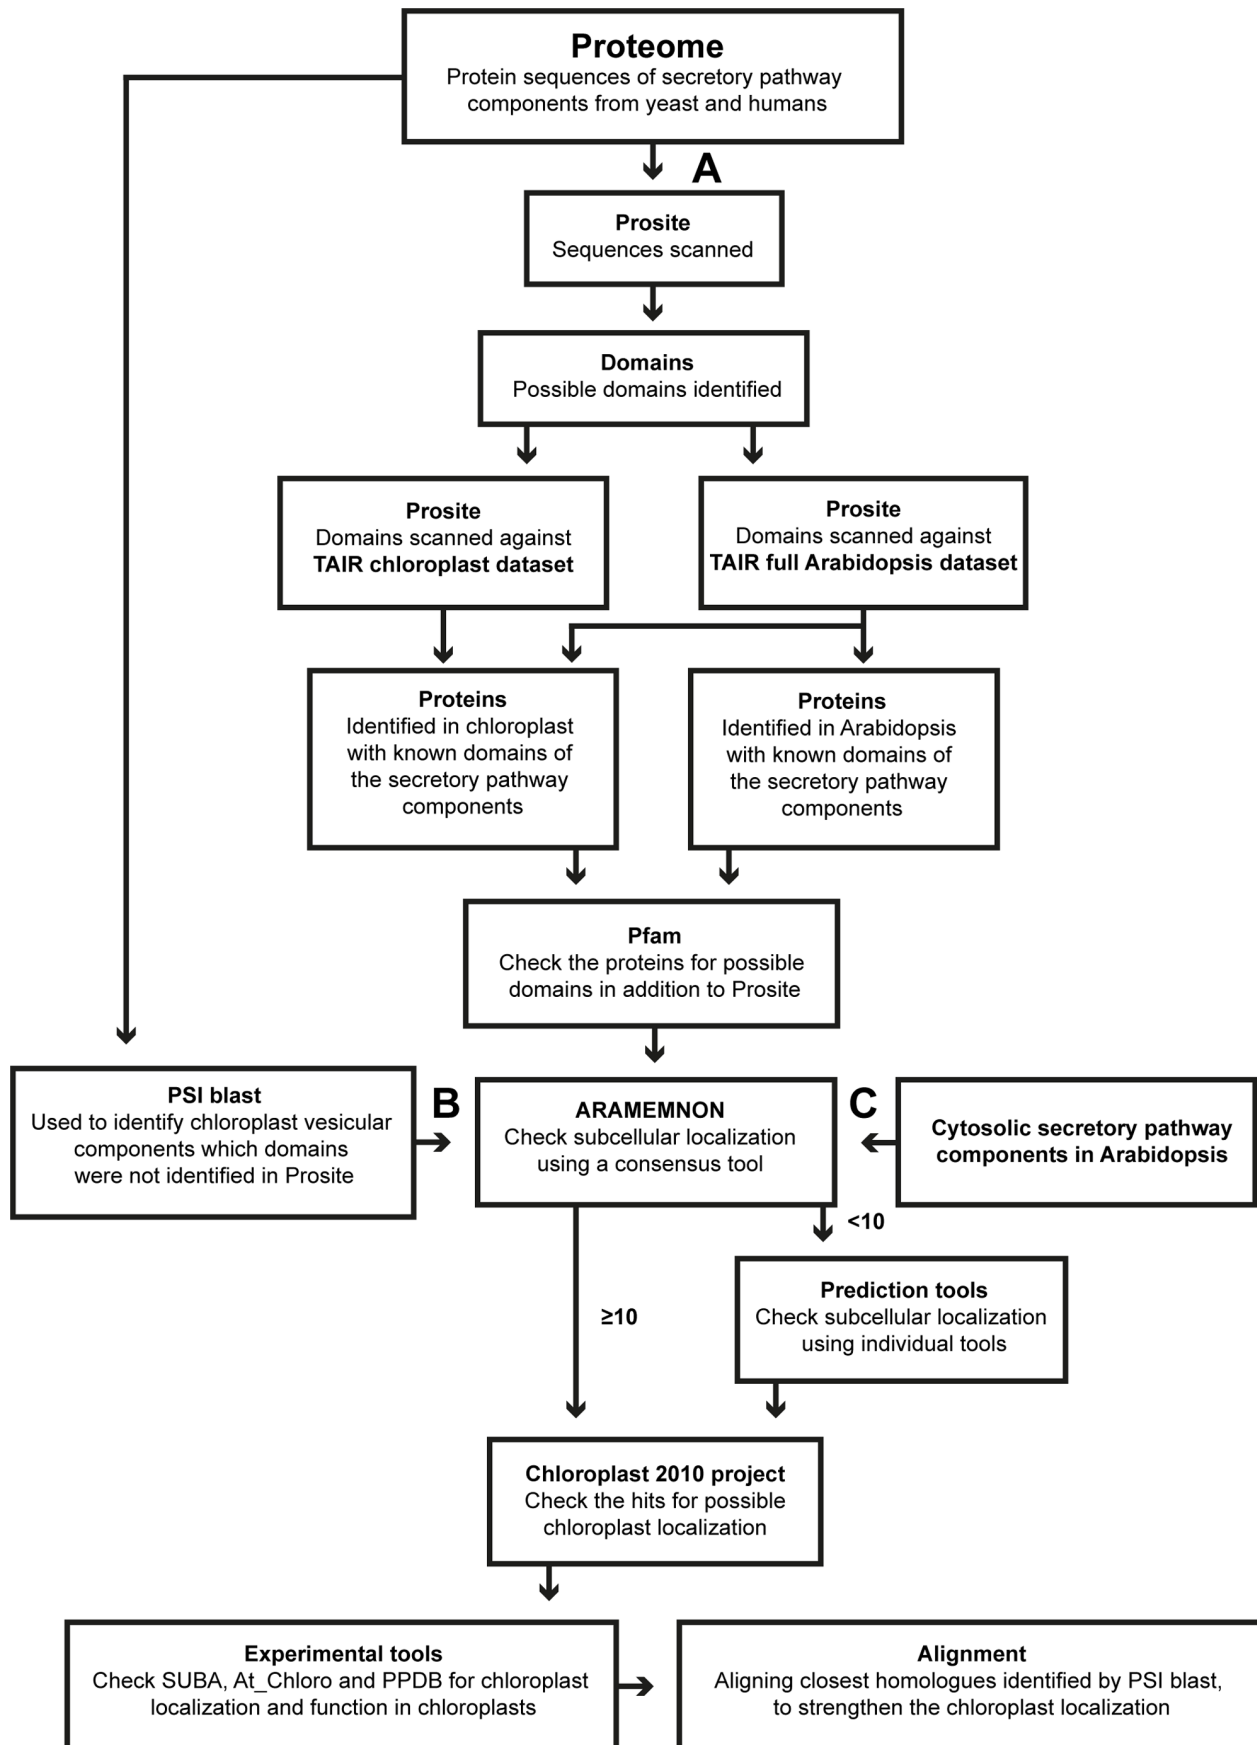 Proteome
Protein sequences of secretory pathway
components from yeast and humans
A
Prosite
Sequences scanned
Domains
Possible domains identified
Prosite
Domains scanned against
TAIR chloroplast dataset
Prosite
Domains scanned against
TAIR full Arabidopsis dataset
Proteins
Identified in chloroplast
with known domains of
the secretory pathway
components
Proteins
Identified in Arabidopsis
with known domains of
the secretory pathway
components
Pfam
Check the proteins for possible
domains in addition to Prosite
PSI blast
Used to identify chloroplast vesicular
components which domains
were not identified in Prosite
B
ARAMEMNON
Check subcellular localization
using a consensus tool
C
Cytosolic secretory pathway
components in Arabidopsis
<10
≥10
Prediction tools
Check subcellular localization
using individual tools
Chloroplast 2010 project
Check the hits for possible
chloroplast localization
Experimental tools
Check SUBA, At_Chloro and PPDB for chloroplast
localization and function in chloroplasts
Alignment
Aligning closest homologues identified by PSI blast,
to strengthen the chloroplast localization